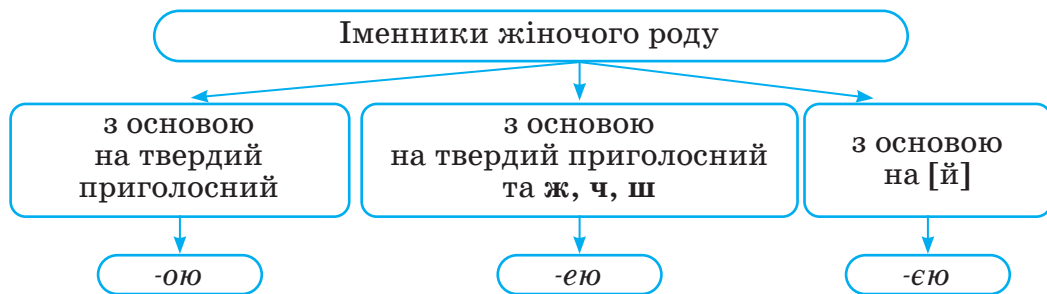 Іменники жіночого роду
з основою
на твердий
приголосний
з основою
на твердий приголосний
та ж, ч, ш
з основою
на [й]
-ою
-ею
-єю